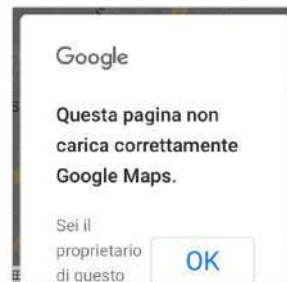 Google
Questa pagina non
carica correttamente
Google Maps.
Sei il
proprietario
di questo
OK